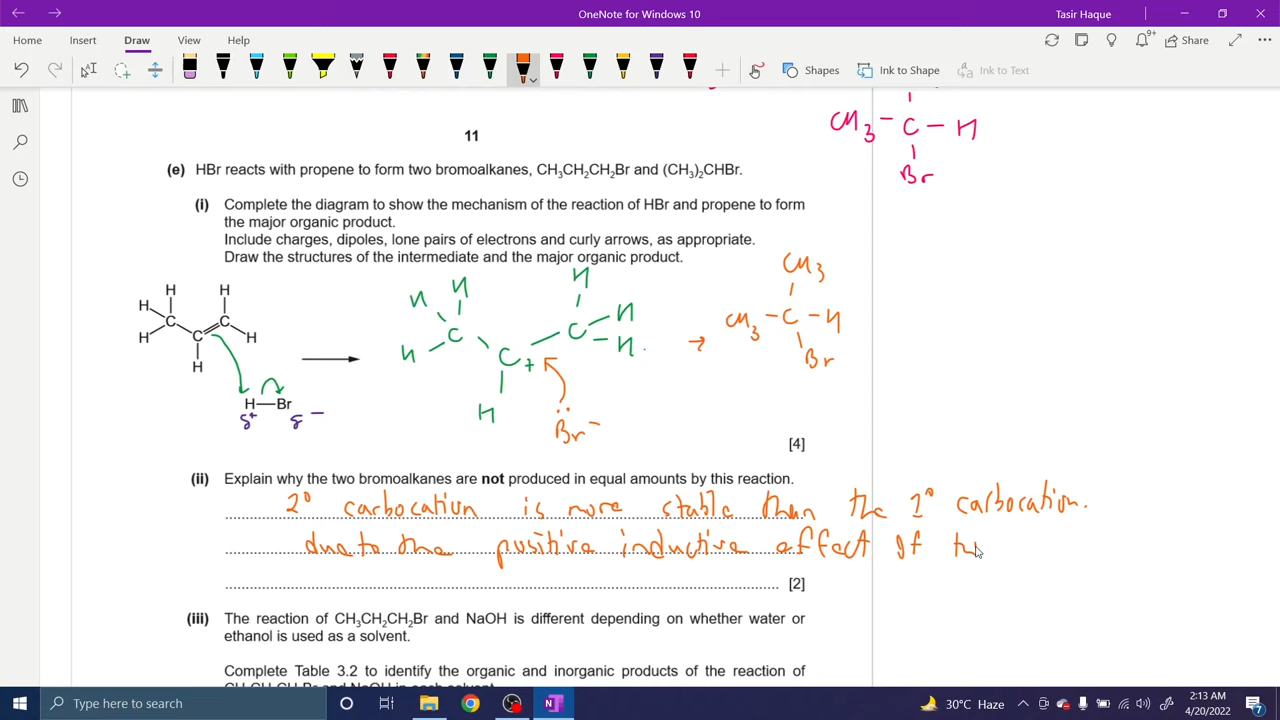 OneNote for Windows 10
Tasir Haque
Home Insert Draw View Help
Share
Shapes
Ink to Shape
Ink to Text
CH3 - C - H
Br
11
(e) HBr reacts with propene to form two bromoalkanes, CH₃CH₂CH₂Br and (CH₃)₂CHBr.
(i) Complete the diagram to show the mechanism of the reaction of HBr and propene to form
the major organic product.
Include charges, dipoles, lone pairs of electrons and curly arrows, as appropriate.
Draw the structures of the intermediate and the major organic product.
H H
H C C H
H C
H
H—Br
δ+ δ−
H H H
C C H
H C+ H
H
:Br−
CH3
CH3 - C - H
Br
[4]
(ii) Explain why the two bromoalkanes are not produced in equal amounts by this reaction.
2° carbocation is more stable than the 1° carbocation.
due to the positive inductive effect of
[2]
(iii) The reaction of CH₃CH₂CH₂Br and NaOH is different depending on whether water or
ethanol is used as a solvent.
Complete Table 3.2 to identify the organic and inorganic products of the reaction of
CH₃CH₂CH₂Br and NaOH in each solvent.
Type here to search
30°C Haze
2:13 AM
4/20/2022